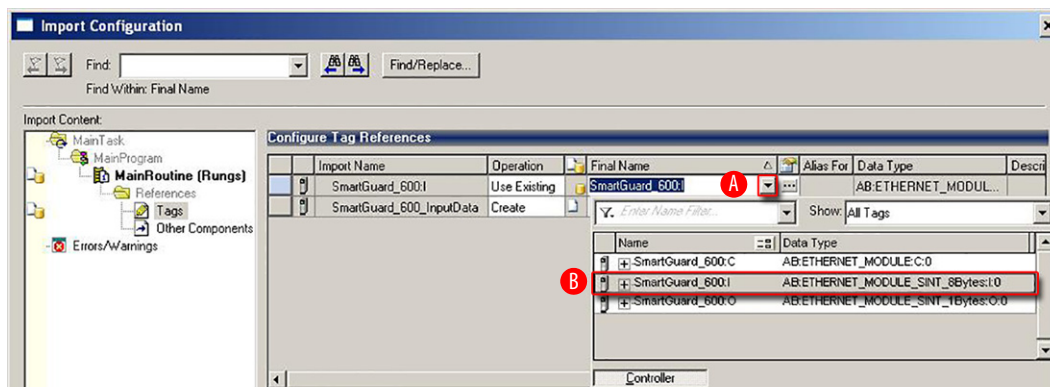 Import Configuration
Find:
Find/Replace...
Find Within: Final Name
Import Content:
MainTask
MainProgram
MainRoutine (Rungs)
References
Tags
Other Components
Errors/Warnings
Configure Tag References
Import Name Operation Final Name Alias For Data Type Descri
SmartGuard_600:I Use Existing SmartGuard_600:I A AB:ETHERNET_MODUL...
SmartGuard_600_InputData Create
Enter Name Filter... Show: All Tags
Name Data Type
SmartGuard_600:C AB:ETHERNET_MODULE:C:0
B SmartGuard_600:I AB:ETHERNET_MODULE_SINT_8Bytes:I:0
SmartGuard_600:O AB:ETHERNET_MODULE_SINT_1Bytes:O:0
Controller